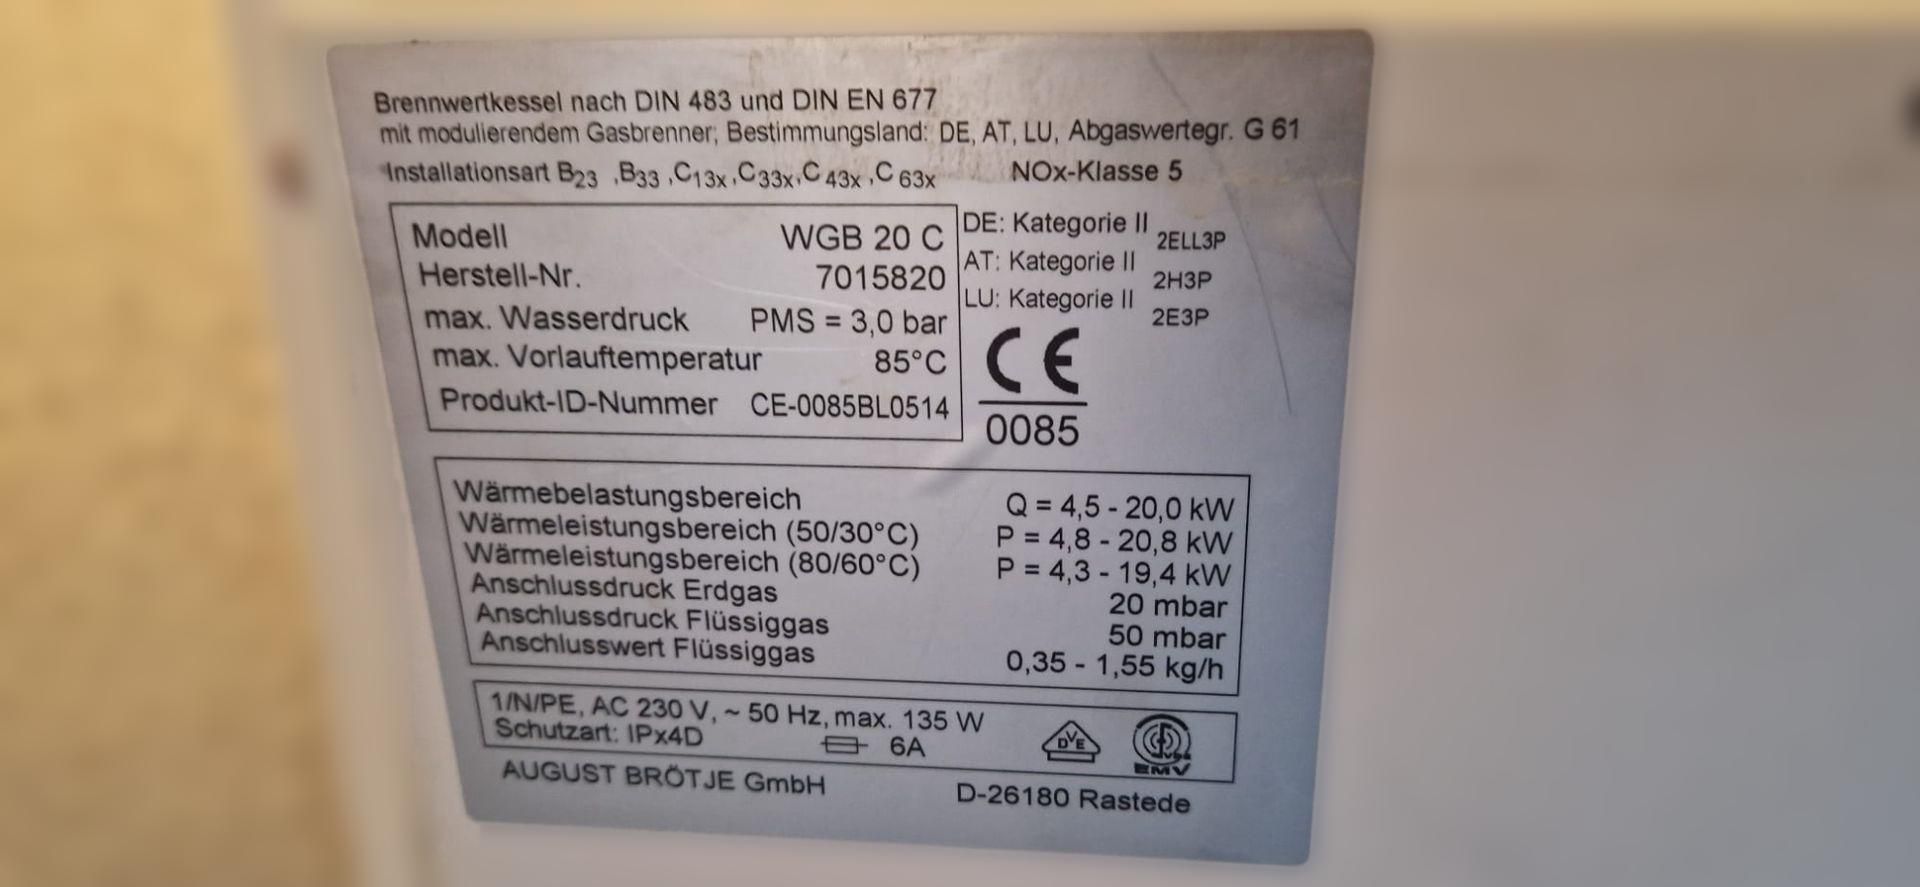 Brennwertkessel nach DIN 483 und DIN EN 677
mit modulierendem Gasbrenner; Bestimmungsland: DE, AT, LU, Abgaswertegr. G 61
Installationsart B23 ,B33 ,C13x ,C33x,C 43x ,C 63x NOx-Klasse 5
Modell WGB 20 C
Herstell-Nr. 7015820
max. Wasserdruck PMS = 3,0 bar
max. Vorlauftemperatur 85°C
Produkt-ID-Nummer CE-0085BL0514
DE: Kategorie II 2ELL3P
AT: Kategorie II 2H3P
LU: Kategorie II 2E3P
CE
0085
Wärmebelastungsbereich Q = 4,5 - 20,0 kW
Wärmeleistungsbereich (50/30°C) P = 4,8 - 20,8 kW
Wärmeleistungsbereich (80/60°C) P = 4,3 - 19,4 kW
Anschlussdruck Erdgas 20 mbar
Anschlussdruck Flüssiggas 50 mbar
Anschlusswert Flüssiggas 0,35 - 1,55 kg/h
1/N/PE, AC 230 V, ~ 50 Hz, max. 135 W
Schutzart: IPx4D 6A
DVE
EMV
AUGUST BRÖTJE GmbH D-26180 Rastede